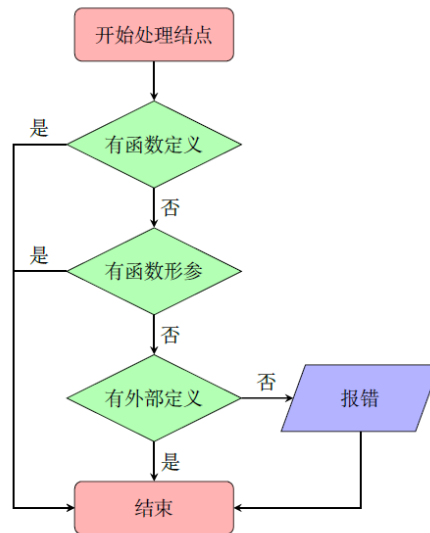 开始处理结点
是
有函数定义
否
是
有函数形参
否
有外部定义
否
报错
是
结束